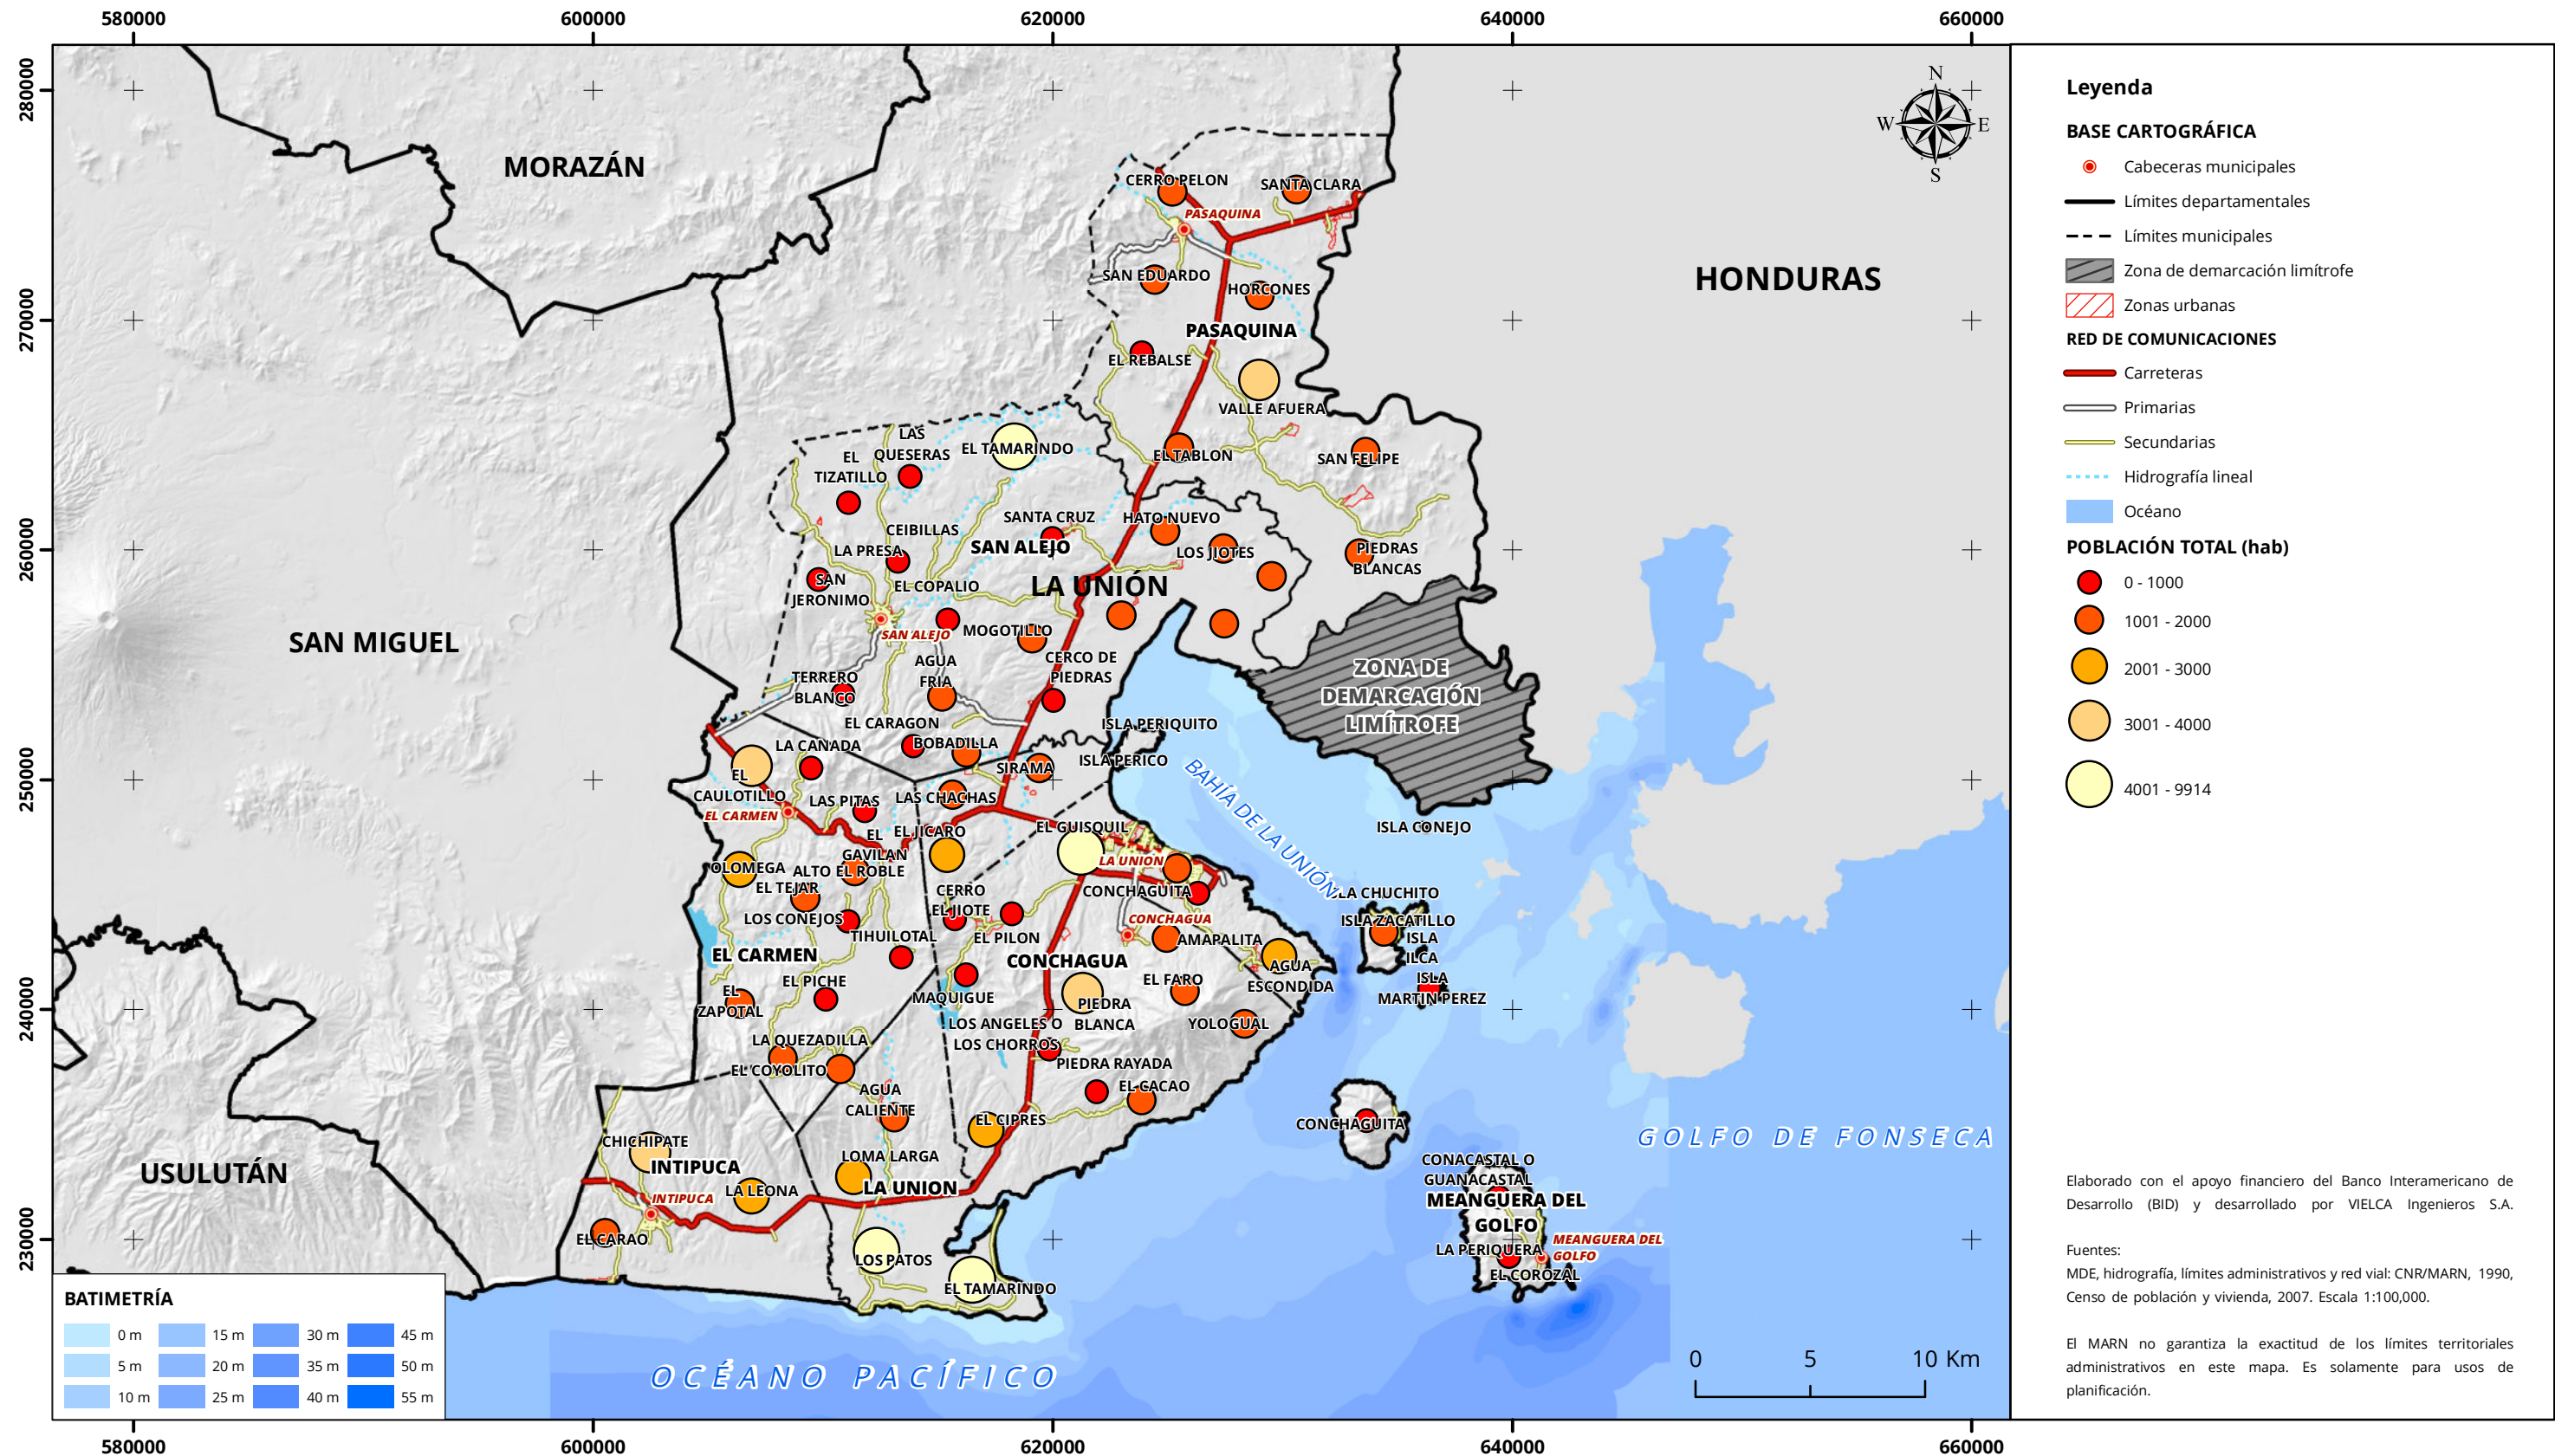 580000
600000
620000
640000
660000
280000
270000
260000
250000
240000
230000
MORAZÁN
HONDURAS
SAN MIGUEL
USULUTÁN
LA UNIÓN
N
W
E
S
CERRO PELON
SANTA CLARA
PASAQUINA
SAN EDUARDO
HORCONES
PASAQUINA
EL REBALSE
VALLE AFUERA
LAS
QUESERAS
EL TAMARINDO
EL
TIZATILLO
EL TABLON
SAN FELIPE
SANTA CRUZ
HATO NUEVO
CEIBILLAS
LA PRESA
SAN ALEJO
LOS JIOTES
PIEDRAS
BLANCAS
SAN
JERONIMO
EL COPALIO
SAN ALEJO
MOGOTILLO
AGUA
FRIA
CERCO DE
PIEDRAS
TERRERO
BLANCO
EL CARAGON
ISLA PERIQUITO
LA CAÑADA
BOBADILLA
SIRAMA
ISLA PERICO
EL
CAULOTILLO
LAS PITAS
LAS CHACHAS
EL CARMEN
ZONA DE
DEMARCACIÓN
LIMÍTROFE
BAHÍA DE LA UNIÓN
ISLA CONEJO
EL
GAVILAN
EL JICARO
EL GUISQUIL
LA UNION
OLOMEGA
ALTO EL ROBLE
EL TEJAR
LOS CONEJOS
CERRO
EL JIOTE
CONCHAGUITA
ISLA CHUCHITO
ISLA ZACATILLO
ISLA
ILCA
CONCHAGUA
TIHUILOTAL
EL PILON
AMAPALITA
EL CARMEN
CONCHAGUA
AGUA
ESCONDIDA
ISLA
MARTIN PEREZ
EL PICHE
MAQUIGUE
EL FARO
EL
ZAPOTAL
PIEDRA
BLANCA
YOLOGUAL
LOS ANGELES O
LOS CHORROS
LA QUEZADILLA
EL COYOLITO
PIEDRA RAYADA
AGUA
CALIENTE
EL CACAO
EL CIPRES
CONCHAGUITA
CHICHIPATE
INTIPUCA
LOMA LARGA
LA LEONA
LA UNION
INTIPUCA
EL CARAO
LOS PATOS
EL TAMARINDO
CONACASTAL O
GUANACASTAL
MEANGUERA DEL
GOLFO
LA PERIQUERA
MEANGUERA DEL
GOLFO
EL COROZAL
GOLFO DE FONSECA
OCÉANO PACÍFICO
0
5
10 Km
BATIMETRÍA
0 m
15 m
30 m
45 m
5 m
20 m
35 m
50 m
10 m
25 m
40 m
55 m
580000
600000
620000
640000
660000
Leyenda
BASE CARTOGRÁFICA
Cabeceras municipales
Límites departamentales
Límites municipales
Zona de demarcación limítrofe
Zonas urbanas
RED DE COMUNICACIONES
Carreteras
Primarias
Secundarias
Hidrografía lineal
Océano
POBLACIÓN TOTAL (hab)
0 - 1000
1001 - 2000
2001 - 3000
3001 - 4000
4001 - 9914
Elaborado con el apoyo financiero del Banco Interamericano de
Desarrollo (BID) y desarrollado por VIELCA Ingenieros S.A.
Fuentes:
MDE, hidrografía, límites administrativos y red vial: CNR/MARN, 1990,
Censo de población y vivienda, 2007. Escala 1:100,000.
El MARN no garantiza la exactitud de los límites territoriales
administrativos en este mapa. Es solamente para usos de
planificación.